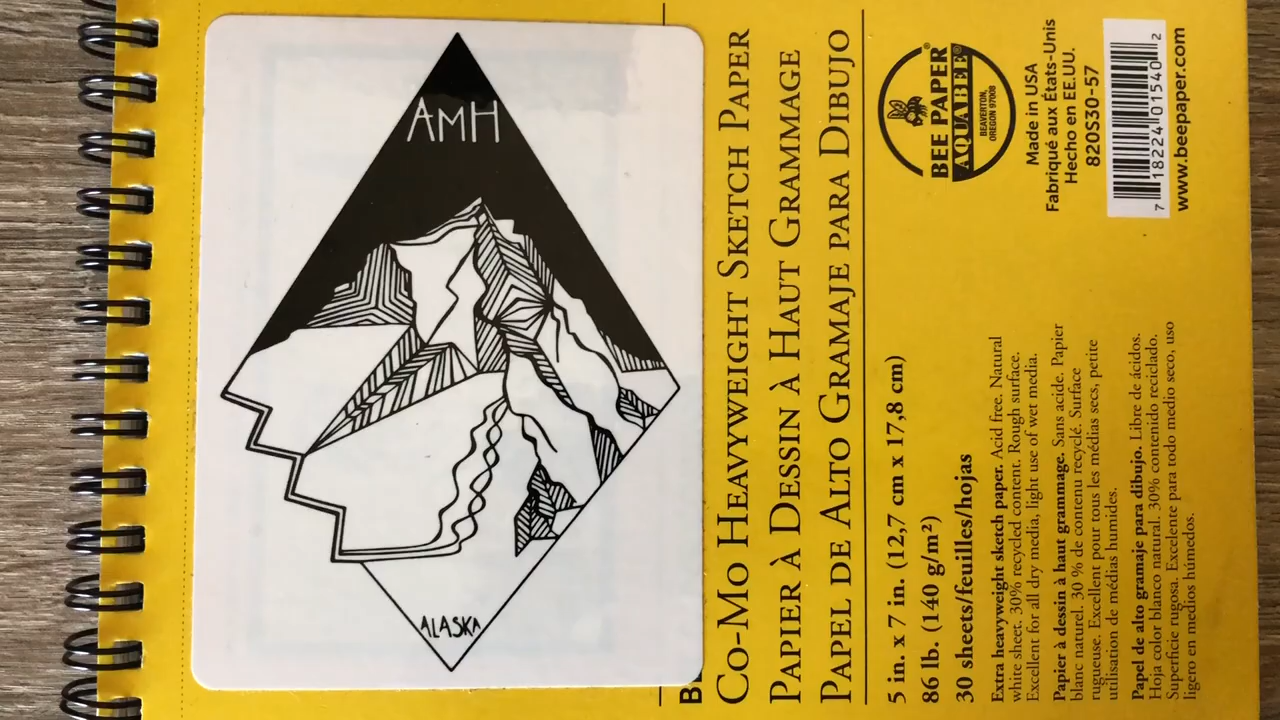 AMH
ALASKA
B
CO-MO HEAVYWEIGHT SKETCH PAPER
PAPIER À DESSIN À HAUT GRAMMAGE
PAPEL DE ALTO GRAMAJE PARA DIBUJO
5 in. x 7 in. (12,7 cm x 17,8 cm)
86 lb. (140 g/m²)
30 sheets/feuilles/hojas
Extra heavyweight sketch paper. Acid free. Natural
white sheet. 30% recycled content. Rough surface.
Excellent for all dry media, light use of wet media.
Papier à dessin à haut grammage. Sans acide. Papier
blanc naturel. 30 % de contenu recyclé. Surface
rugueuse. Excellent pour tous les médias secs, petite
utilisation de médias humides.
Papel de alto gramaje para dibujo. Libre de ácidos.
Hoja color blanco natural. 30% contenido reciclado.
Superficie rugosa. Excelente para todo medio seco, uso
ligero en medios húmedos.
BEE PAPER®
AQUABEE®
BEAVERTON,
OREGON 97008
Made in USA
Fabriqué aux États-Unis
Hecho en EE.UU.
820S30-57
7 18224 01540 2
www.beepaper.com